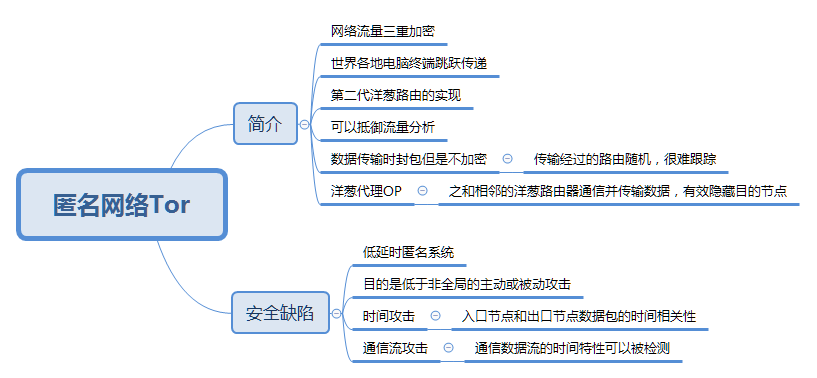 匿名网络Tor
简介
网络流量三重加密
世界各地电脑终端跳跃传递
第二代洋葱路由的实现
可以抵御流量分析
数据传输时封包但是不加密
传输经过的路由随机，很难跟踪
洋葱代理OP
之和相邻的洋葱路由器通信并传输数据，有效隐藏目的节点
安全缺陷
低延时匿名系统
目的是低于非全局的主动或被动攻击
时间攻击
入口节点和出口节点数据包的时间相关性
通信流攻击
通信数据流的时间特性可以被检测